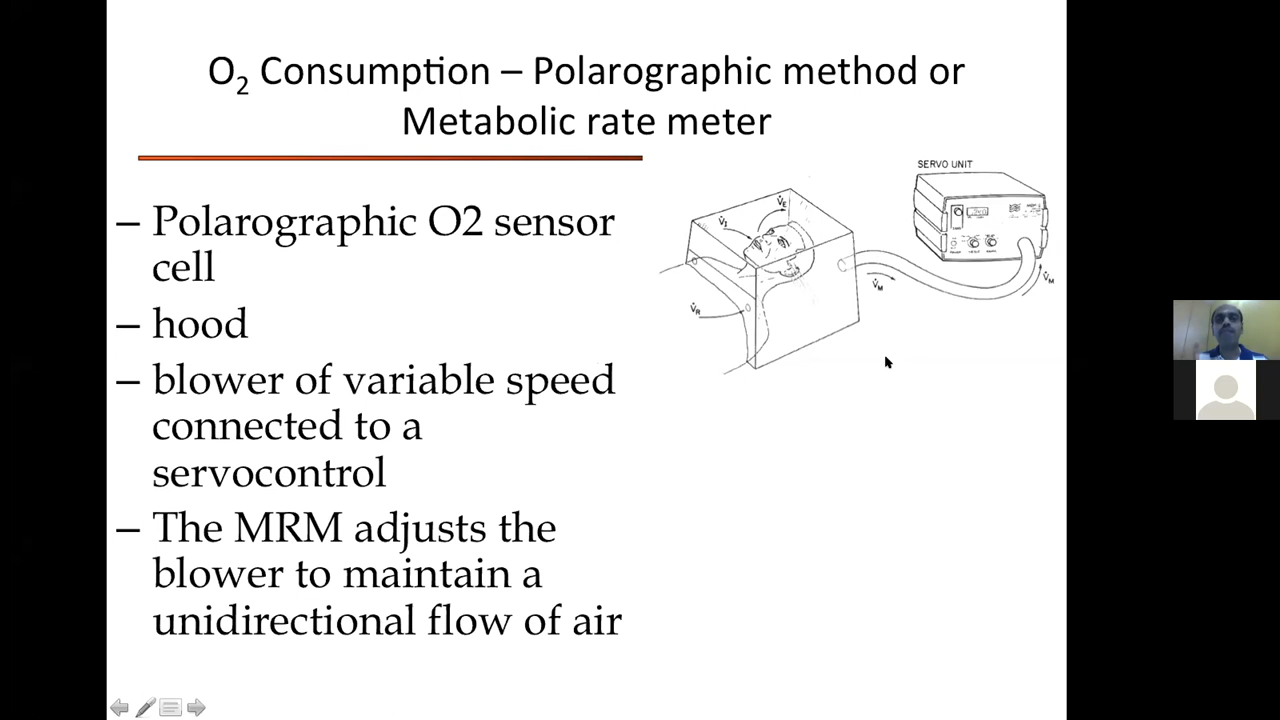 O2 Consumption – Polarographic method or
Metabolic rate meter
– Polarographic O2 sensor
cell
– hood
– blower of variable speed
connected to a
servocontrol
– The MRM adjusts the
blower to maintain a
unidirectional flow of air
SERVO UNIT
V̇I
V̇E
V̇R
V̇M
V̇M